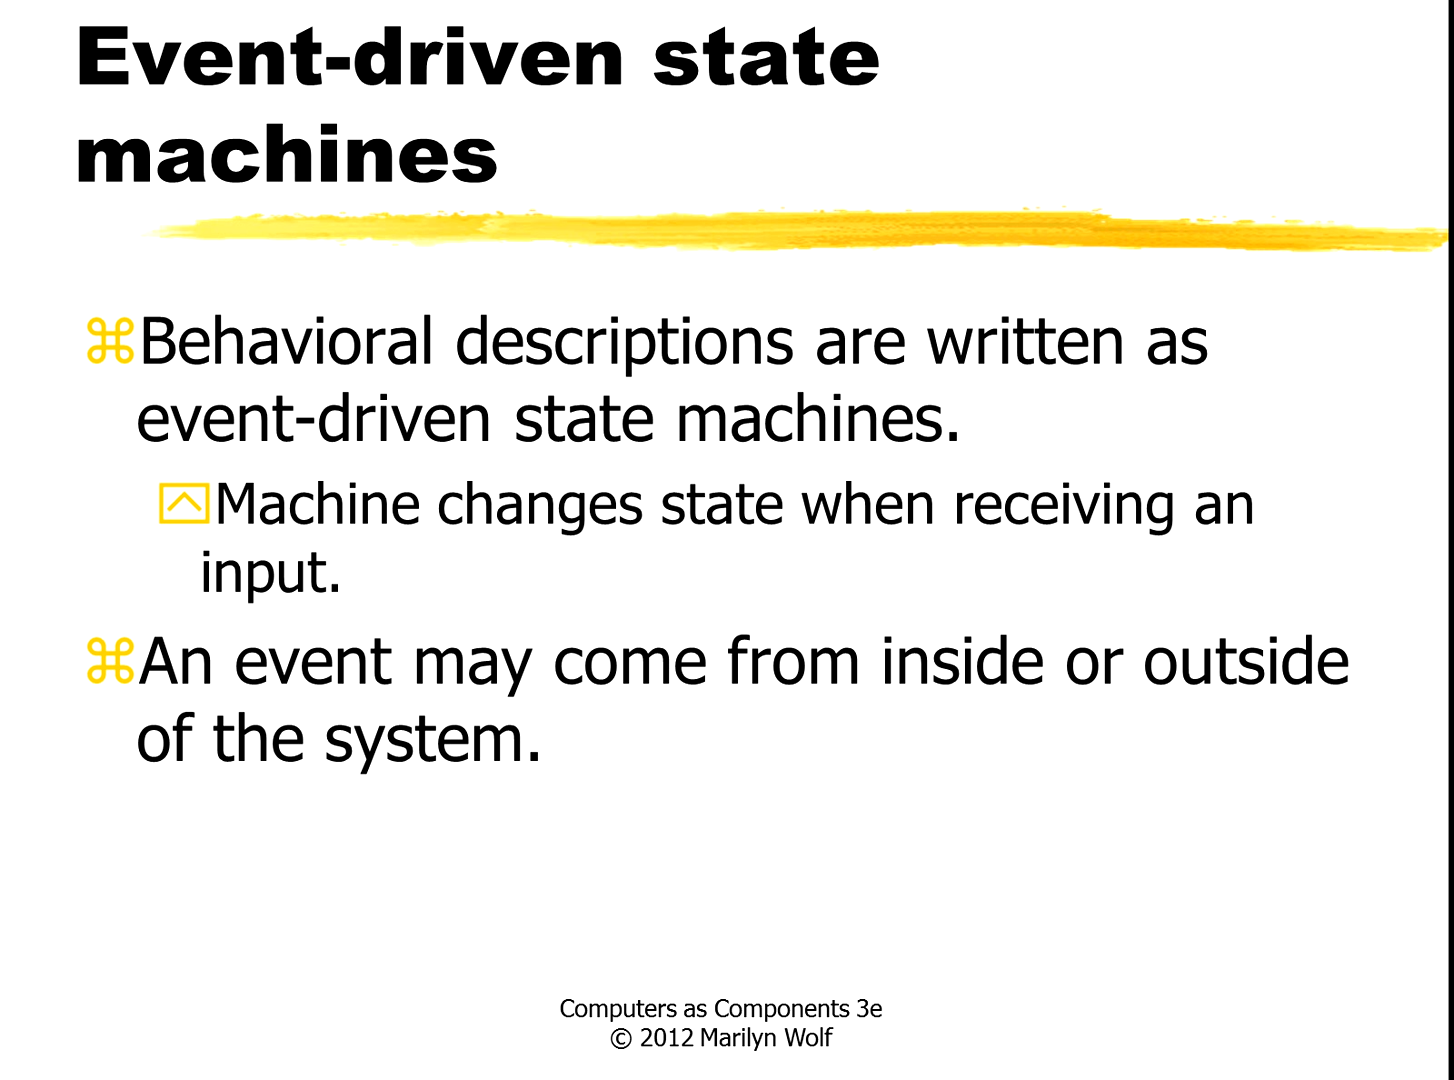 Event-driven state
machines
⌘Behavioral descriptions are written as
event-driven state machines.
Machine changes state when receiving an
input.
⌘An event may come from inside or outside
of the system.
Computers as Components 3e
© 2012 Marilyn Wolf